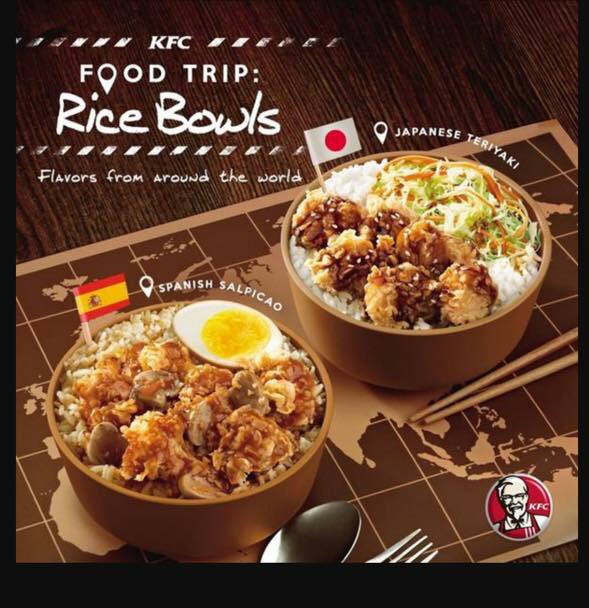 KFC
FOOD TRIP:
Rice Bowls
Flavors from around the world
JAPANESE TERIYAKI
SPANISH SALPICAO
KFC